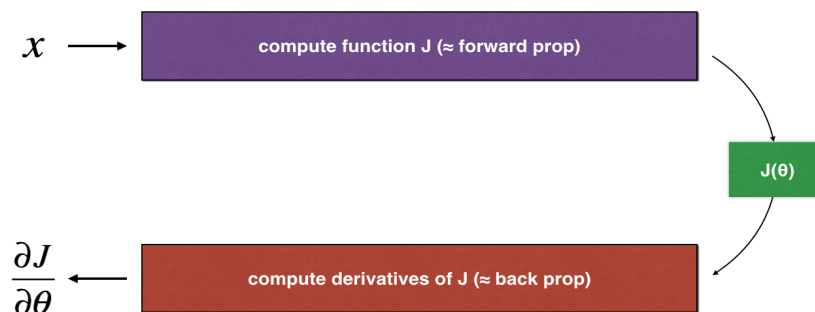 x
compute function J (≈ forward prop)
J(θ)
∂J
∂θ
compute derivatives of J (≈ back prop)